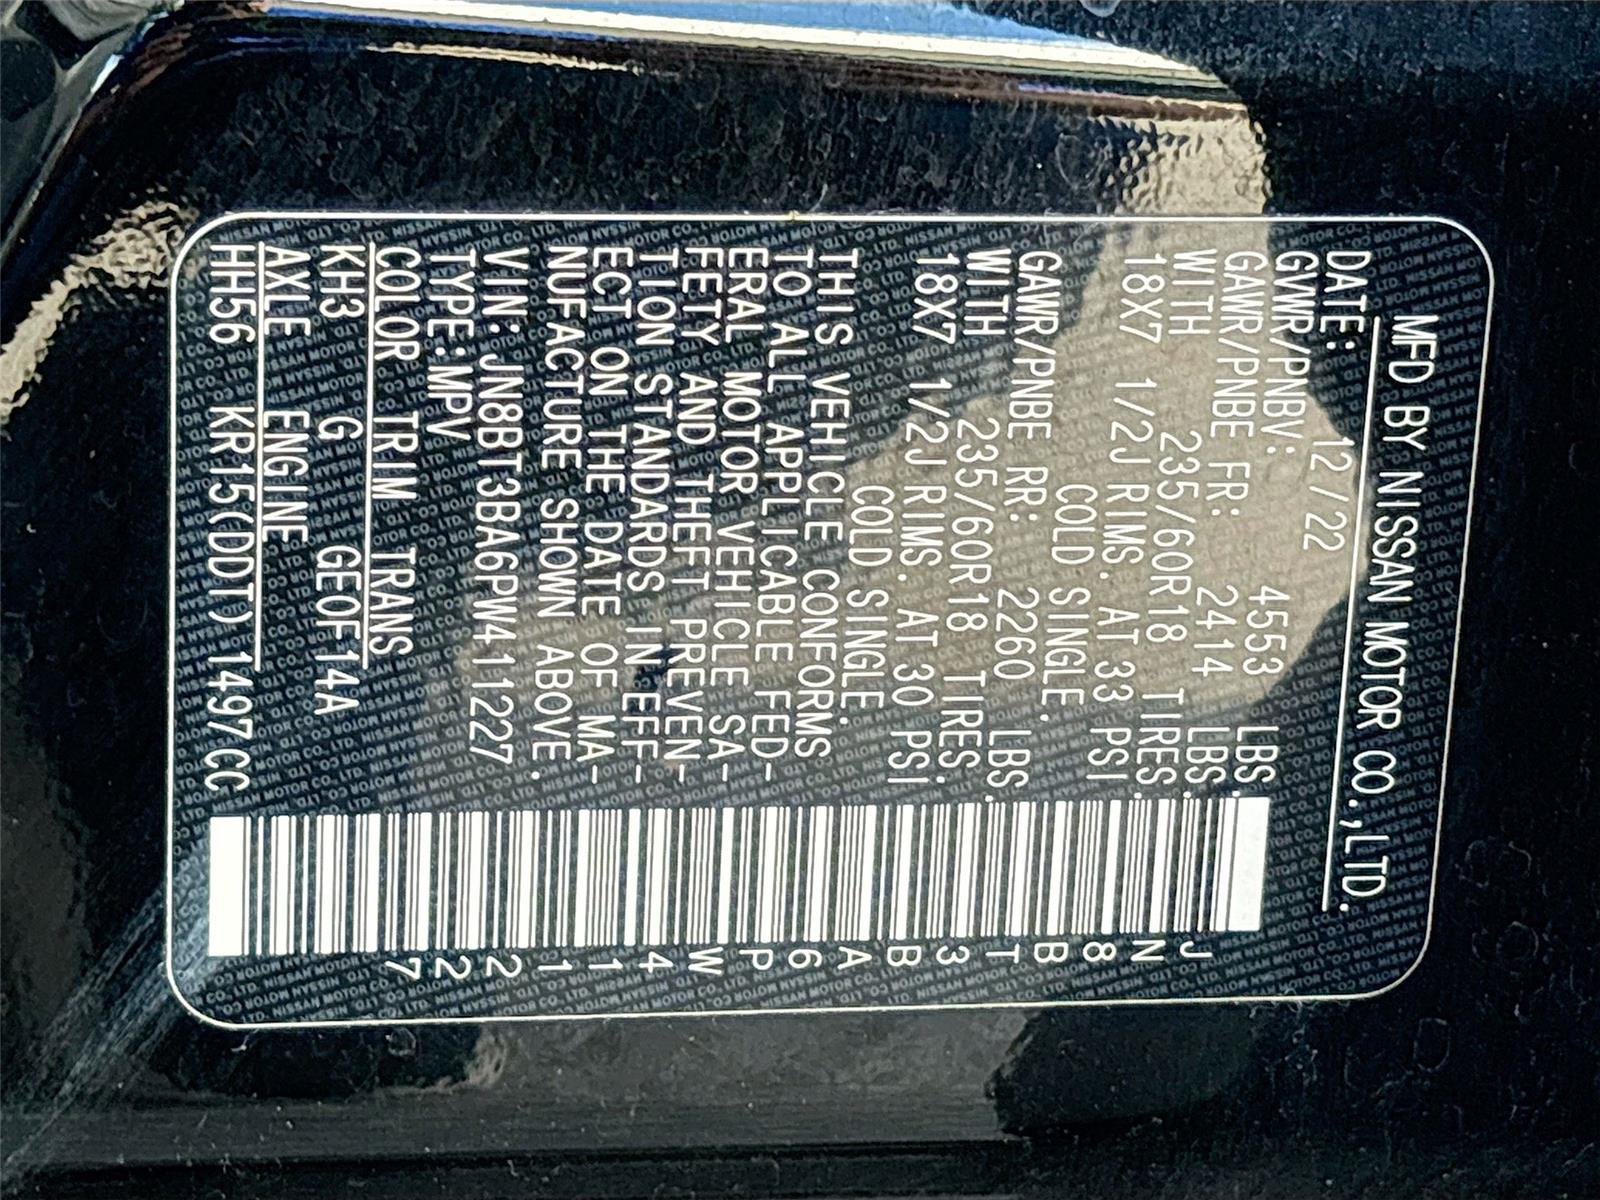 MFD BY NISSAN MOTOR CO.,LTD.
DATE: 12/22
GVWR/PNBV: 4553 LBS.
GAWR/PNBE FR: 2414 LBS.
WITH 235/60R18 TIRES.
18X7 1/2J RIMS. AT 33 PSI
COLD SINGLE.
GAWR/PNBE RR: 2260 LBS.
WITH 235/60R18 TIRES.
18X7 1/2J RIMS. AT 30 PSI
COLD SINGLE.
THIS VEHICLE CONFORMS
TO ALL APPLICABLE FED-
ERAL MOTOR VEHICLE SA-
FETY AND THEFT PREVEN-
TION STANDARDS IN EFF-
ECT ON THE DATE OF MA-
NUFACTURE SHOWN ABOVE.
VIN: JN8BT3BA6PW411227
TYPE:MPV
COLOR TRIM TRANS
KH3 G GE0F14A
AXLE ENGINE
HH56 KR15(DDT) 1497CC
JN8BT3BA6PW411227